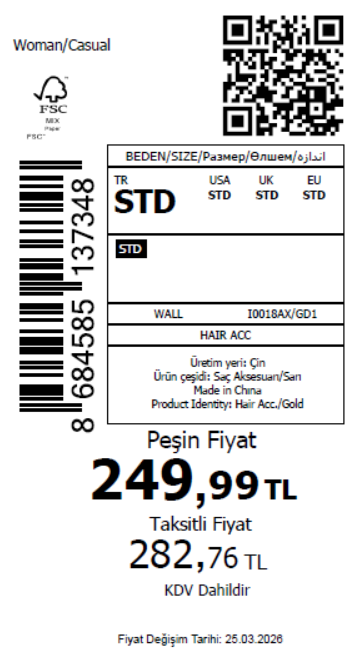 Woman/Casual
FSC
MIX
Paper
FSC™
BEDEN/SIZE/Размер/Өлшем/اندازه
TR USA UK EU
STD STD STD STD
STD
8 684585 137348
WALL I0018AX/GD1
HAIR ACC
Üretim yeri: Çin
Ürün çeşidi: Saç Aksesuarı/Sarı
Made in China
Product Identity: Hair Acc./Gold
Peşin Fiyat
249,99 TL
Taksitli Fiyat
282,76 TL
KDV Dahildir
Fiyat Değişim Tarihi: 25.03.2026